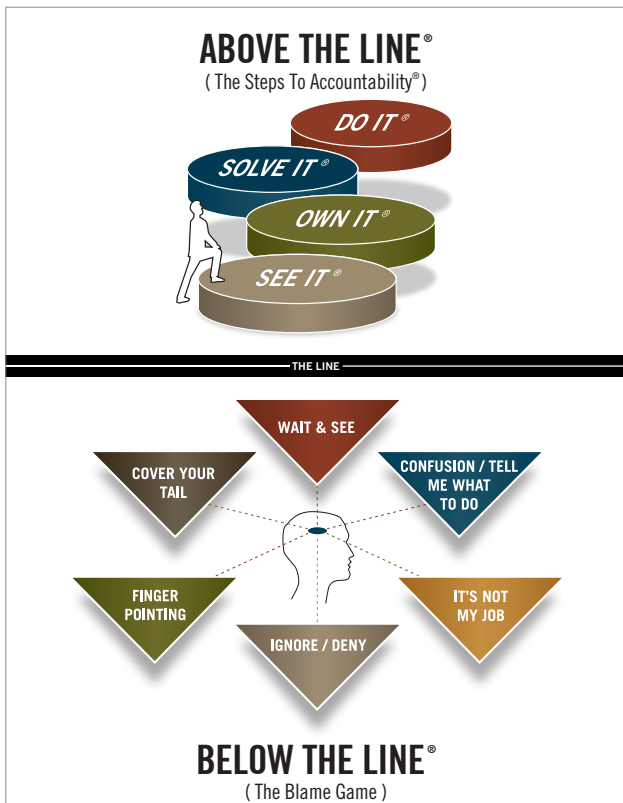 ABOVE THE LINE®
( The Steps To Accountability® )
DO IT ®
SOLVE IT ®
OWN IT ®
SEE IT ®
THE LINE
WAIT & SEE
COVER YOUR
TAIL
CONFUSION / TELL
ME WHAT
TO DO
FINGER
POINTING
IT'S NOT
MY JOB
IGNORE / DENY
BELOW THE LINE®
( The Blame Game )